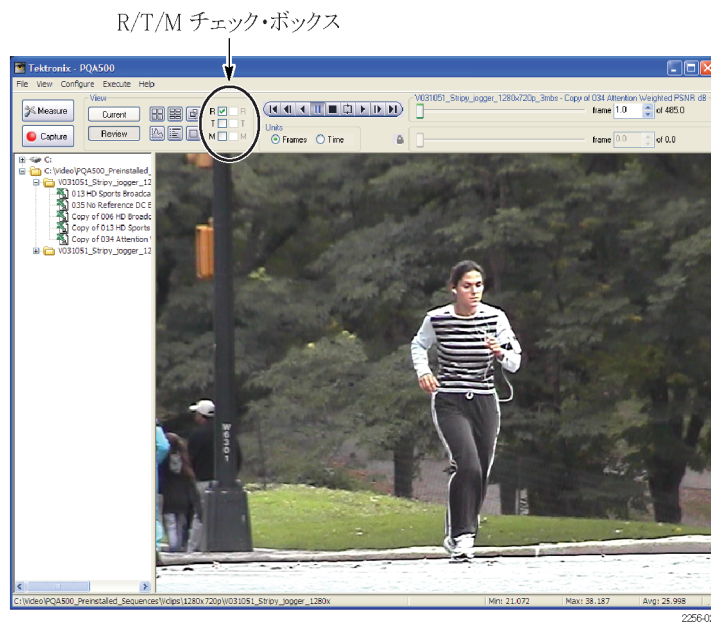 R/T/M チェック・ボックス
Tektronix - PQA500
File View Configure Execute Help
Measure
Capture
View
Current
Review
R R
T T
M M
Units
Frames Time
V031051_Stripy_jogger_1280x720p_3mbs - Copy of 034 Attention Weighted PSNR dB -
frame 1.0 of 485.0
frame 0.0 of 0.0
C:
C:\Video\PQA500_Preinstalled_
V031051_Stripy_jogger_12
013 HD Sports Broadca
035 No Reference DC B
Copy of 006 HD Broadc
Copy of 013 HD Sports
Copy of 034 Attention
V031051_Stripy_jogger_12
W6301
C:\Video\PQA500_Preinstalled_Sequences\Vclips\1280x720p\V031051_Stripy_jogger_1280x
Min: 21.072 Max: 38.187 Avg: 25.998
2256-02